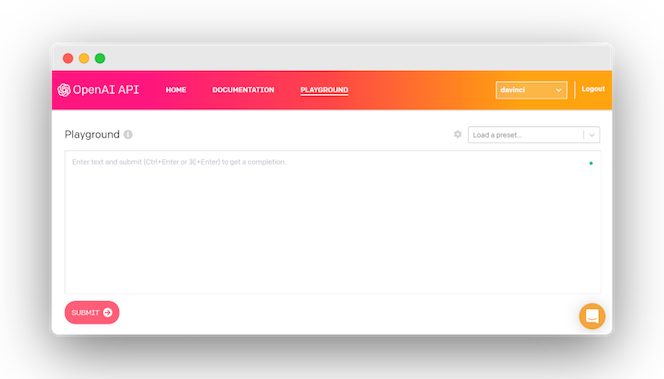 OpenAI API HOME DOCUMENTATION PLAYGROUND davinci Logout
Playground Load a preset...
Enter text and submit (Ctrl+Enter or ⌘+Enter) to get a completion.
SUBMIT